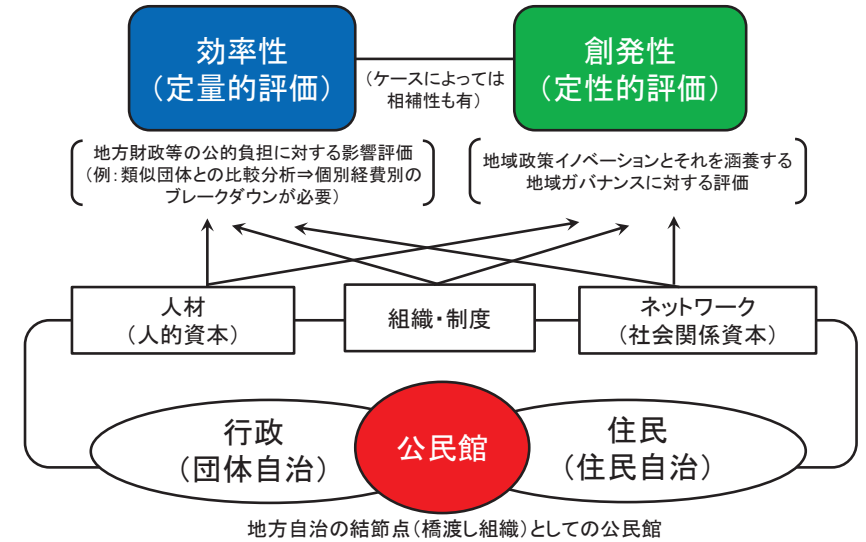 効率性
(定量的評価)
(ケースによっては
相補性も有)
創発性
(定性的評価)
地方財政等の公的負担に対する影響評価
(例:類似団体との比較分析⇒個別経費別の
ブレークダウンが必要)
地域政策イノベーションとそれを涵養する
地域ガバナンスに対する評価
人材
(人的資本)
組織・制度
ネットワーク
(社会関係資本)
行政
(団体自治)
公民館
住民
(住民自治)
地方自治の結節点(橋渡し組織)としての公民館